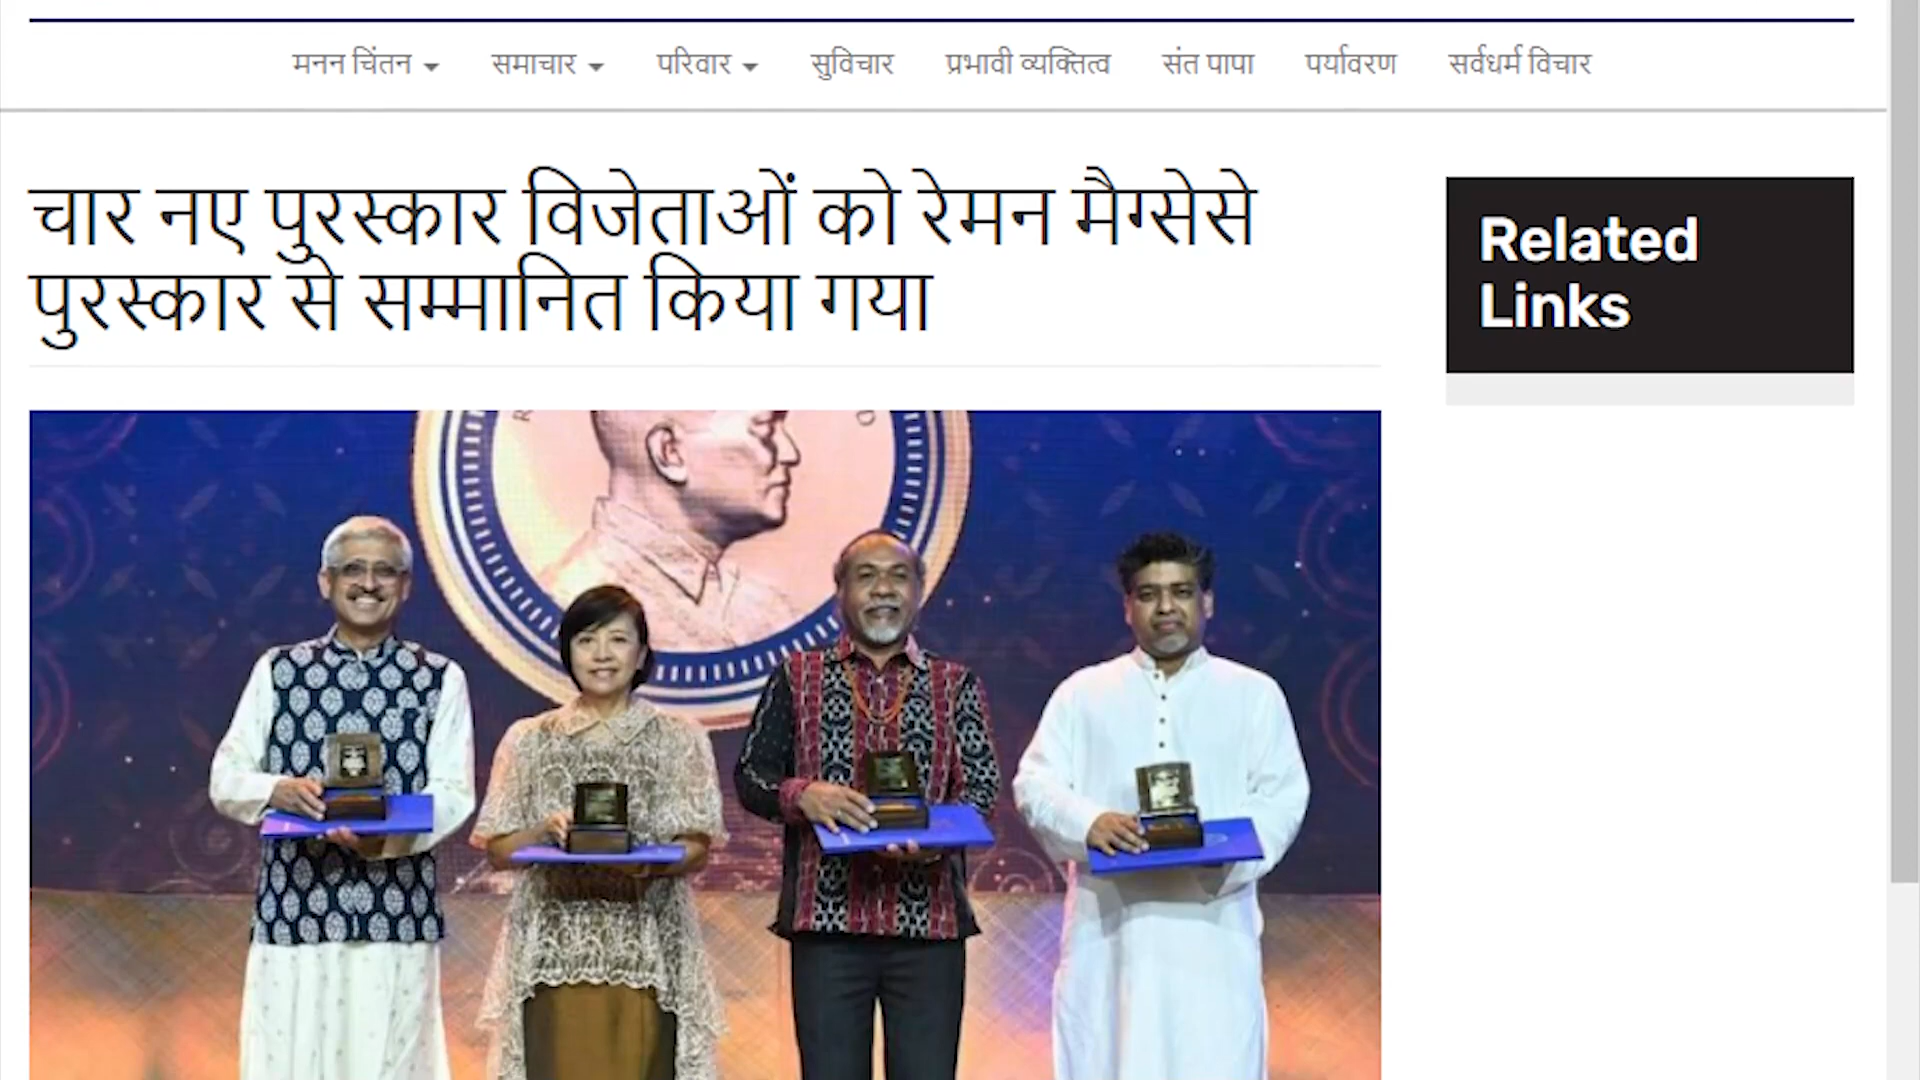 मनन चिंतन समाचार परिवार सुविचार प्रभावी व्यक्तित्व संत पापा पर्यावरण सर्वधर्म विचार
चार नए पुरस्कार विजेताओं को रेमन मैग्सेसे
पुरस्कार से सम्मानित किया गया
Related
Links